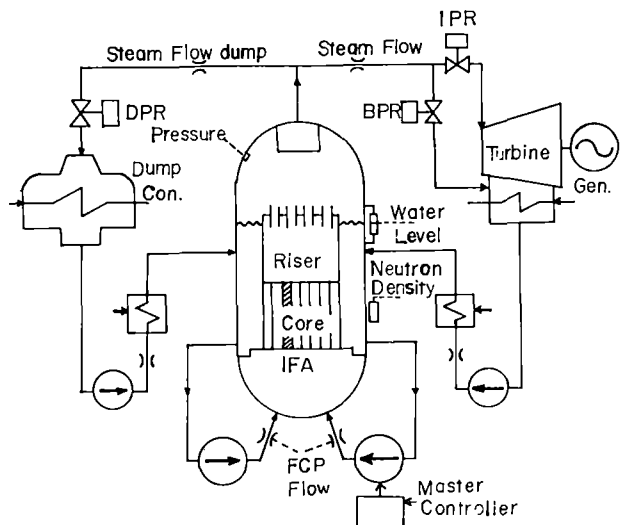 IPR
Steam Flow dump
Steam Flow
DPR
BPR
Pressure
Turbine
Dump
Con.
Gen.
Water
Level
Riser
Neutron
Density
Core
IFA
FCP
Flow
Master
Controller